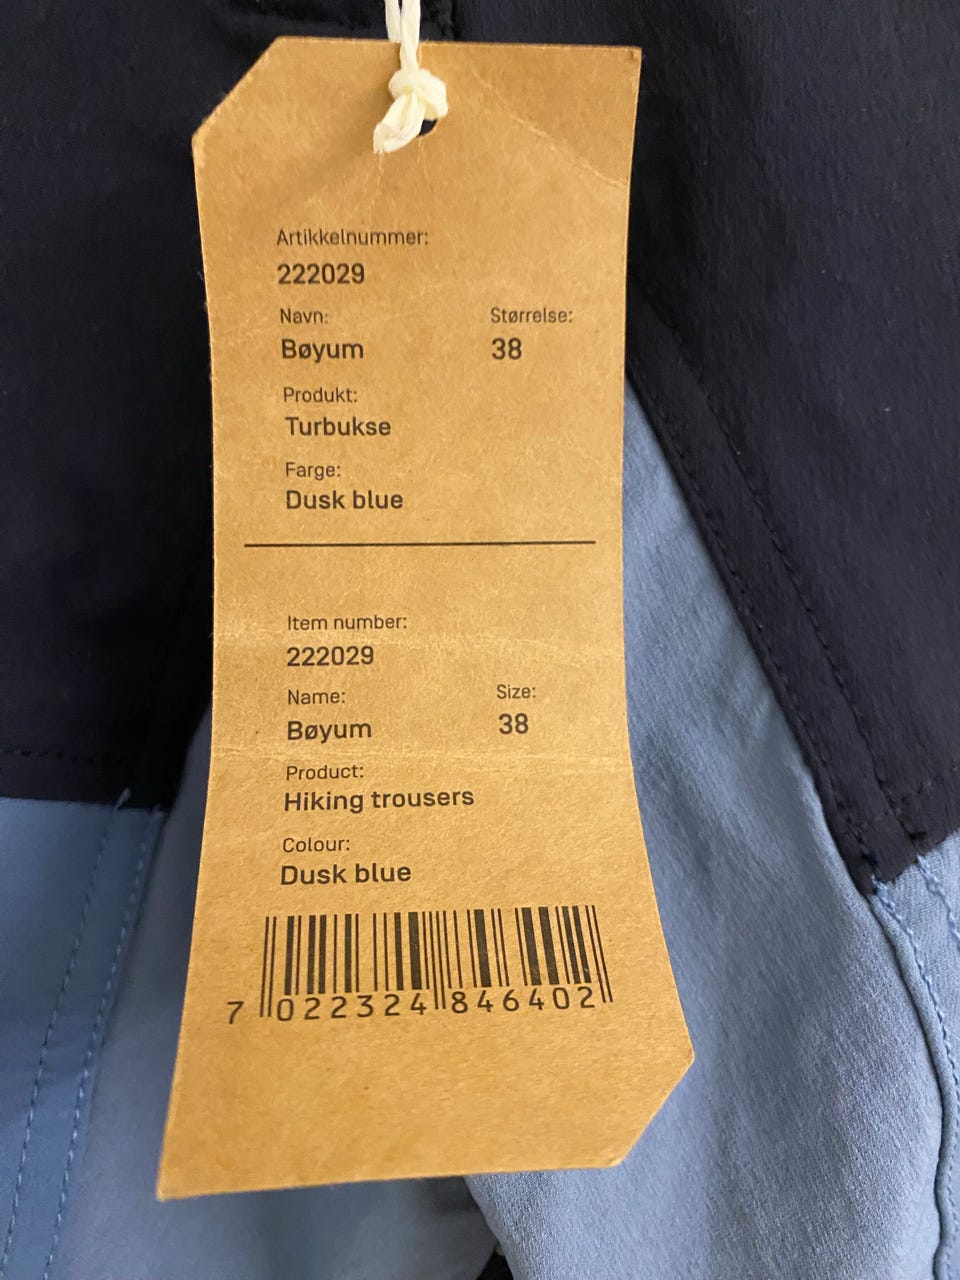 Artikkelnummer:
222029
Navn: Størrelse:
Bøyum 38
Produkt:
Turbukse
Farge:
Dusk blue
Item number:
222029
Name: Size:
Bøyum 38
Product:
Hiking trousers
Colour:
Dusk blue
7 022324 846402